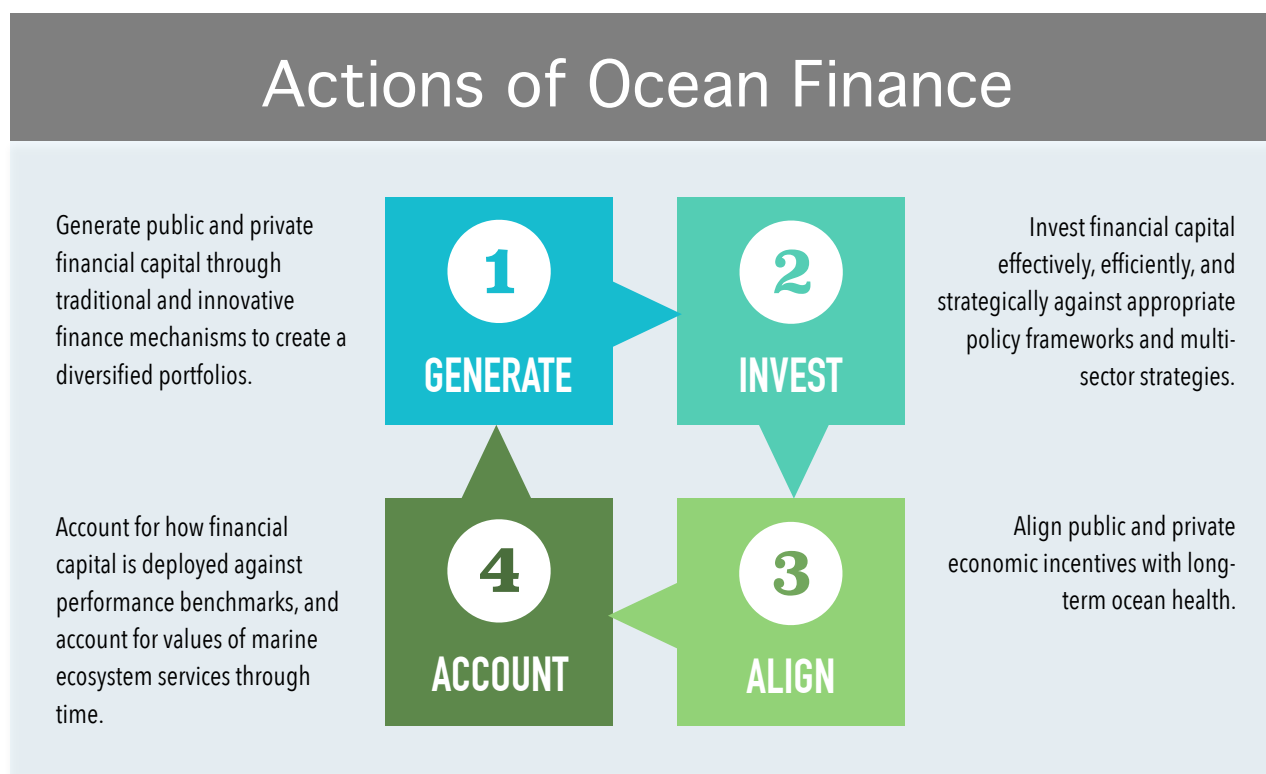 Actions of Ocean Finance
Generate public and private
financial capital through
traditional and innovative
finance mechanisms to create a
diversified portfolios.
1
GENERATE
2
INVEST
Invest financial capital
effectively, efficiently, and
strategically against appropriate
policy frameworks and multi-
sector strategies.
Account for how financial
capital is deployed against
performance benchmarks, and
account for values of marine
ecosystem services through
time.
4
ACCOUNT
3
ALIGN
Align public and private
economic incentives with long-
term ocean health.